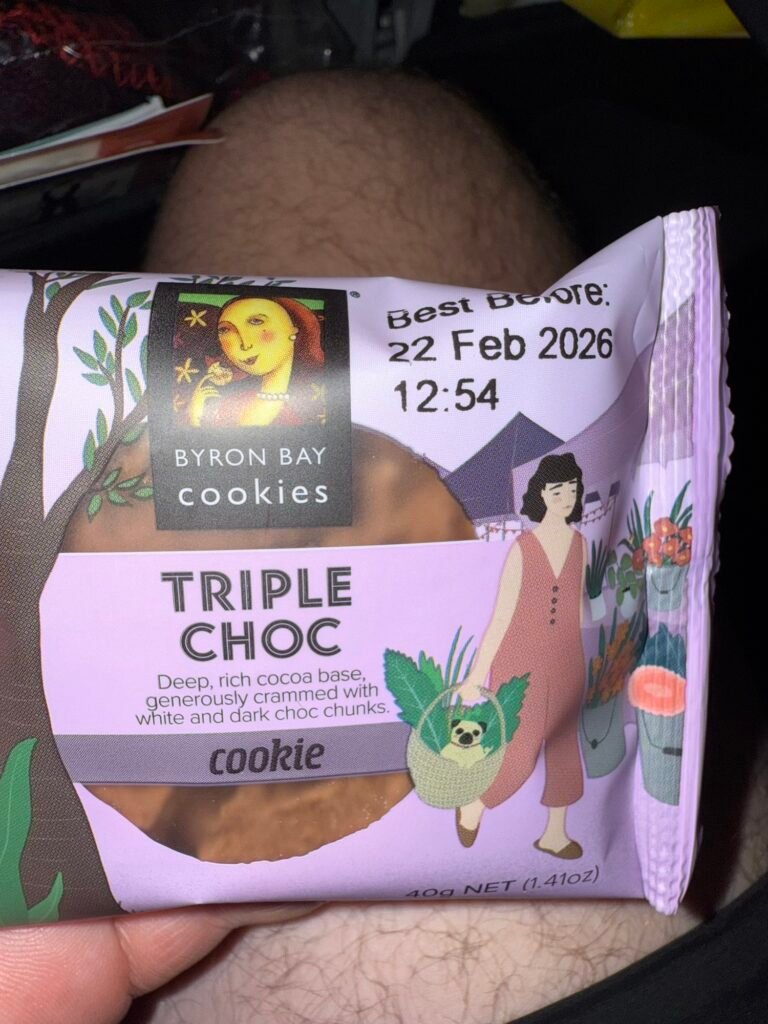 Best Before:
22 Feb 2026
12:54
BYRON BAY
cookies
®
TRIPLE
CHOC
Deep, rich cocoa base,
generously crammed with
white and dark choc chunks.
cookie
40g NET (1.41oz)